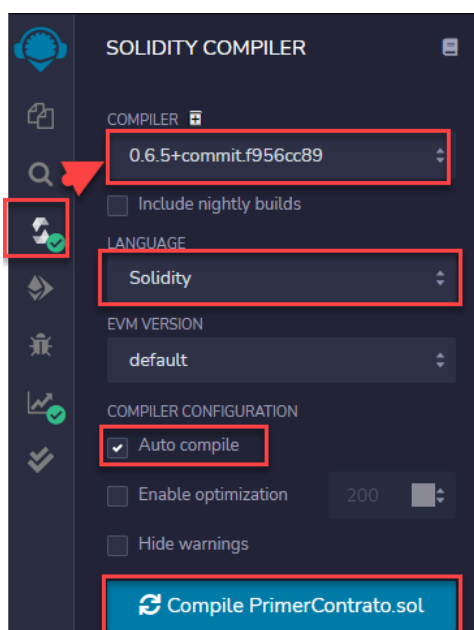 SOLIDITY COMPILER
COMPILER
0.6.5+commit.f956cc89
Include nightly builds
LANGUAGE
Solidity
EVM VERSION
default
COMPILER CONFIGURATION
Auto compile
Enable optimization 200
Hide warnings
Compile PrimerContrato.sol